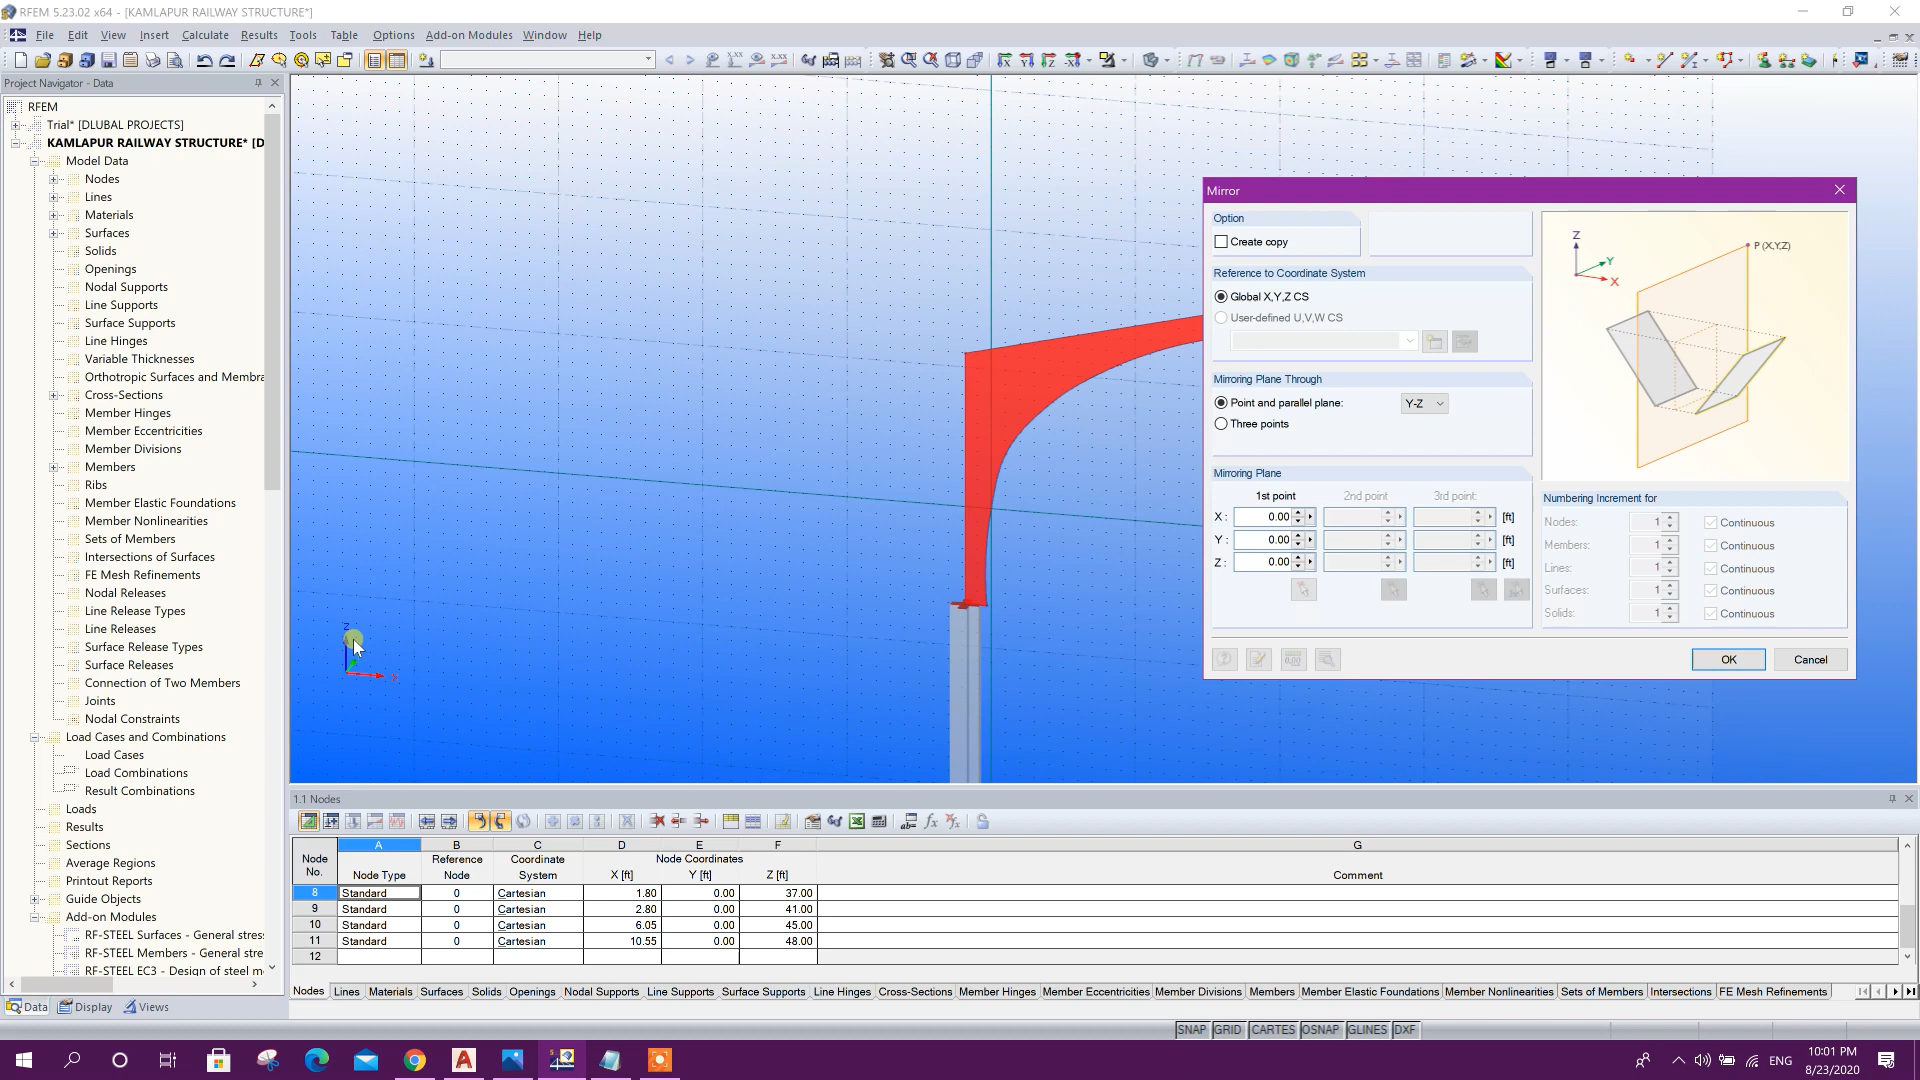 RFEM 5.23.02 x64 - [KAMLAPUR RAILWAY STRUCTURE*]
File Edit View Insert Calculate Results Tools Table Options Add-on Modules Window Help
Project Navigator - Data
RFEM
Trial* [DLUBAL PROJECTS]
KAMLAPUR RAILWAY STRUCTURE* [D
Model Data
Nodes
Lines
Materials
Surfaces
Solids
Openings
Nodal Supports
Line Supports
Surface Supports
Line Hinges
Variable Thicknesses
Orthotropic Surfaces and Membra
Cross-Sections
Member Hinges
Member Eccentricities
Member Divisions
Members
Ribs
Member Elastic Foundations
Member Nonlinearities
Sets of Members
Intersections of Surfaces
FE Mesh Refinements
Nodal Releases
Line Release Types
Line Releases
Surface Release Types
Surface Releases
Connection of Two Members
Joints
Nodal Constraints
Load Cases and Combinations
Load Cases
Load Combinations
Result Combinations
Loads
Results
Sections
Average Regions
Printout Reports
Guide Objects
Add-on Modules
RF-STEEL Surfaces - General stress
RF-STEEL Members - General stre
RF-STEEL EC3 - Design of steel m
Data Display Views
Z
X
Mirror
Option
Create copy
Reference to Coordinate System
Global X,Y,Z CS
User-defined U,V,W CS
Mirroring Plane Through
Point and parallel plane: Y-Z
Three points
Mirroring Plane
1st point 2nd point 3rd point:
X : 0.00 [ft]
Y : 0.00 [ft]
Z : 0.00 [ft]
Z
Y
X
P (X,Y,Z)
Numbering Increment for
Nodes: 1 Continuous
Members: 1 Continuous
Lines: 1 Continuous
Surfaces: 1 Continuous
Solids: 1 Continuous
OK Cancel
1.1 Nodes
A B C D E F G
Node Reference Coordinate Node Coordinates
No. Node Type Node System X [ft] Y [ft] Z [ft] Comment
8 Standard 0 Cartesian 1.80 0.00 37.00
9 Standard 0 Cartesian 2.80 0.00 41.00
10 Standard 0 Cartesian 6.05 0.00 45.00
11 Standard 0 Cartesian 10.55 0.00 48.00
12
Nodes Lines Materials Surfaces Solids Openings Nodal Supports Line Supports Surface Supports Line Hinges Cross-Sections Member Hinges Member Eccentricities Member Divisions Members Member Elastic Foundations Member Nonlinearities Sets of Members Intersections FE Mesh Refinements
SNAP GRID CARTES OSNAP GLINES DXF
ENG 10:01 PM
8/23/2020